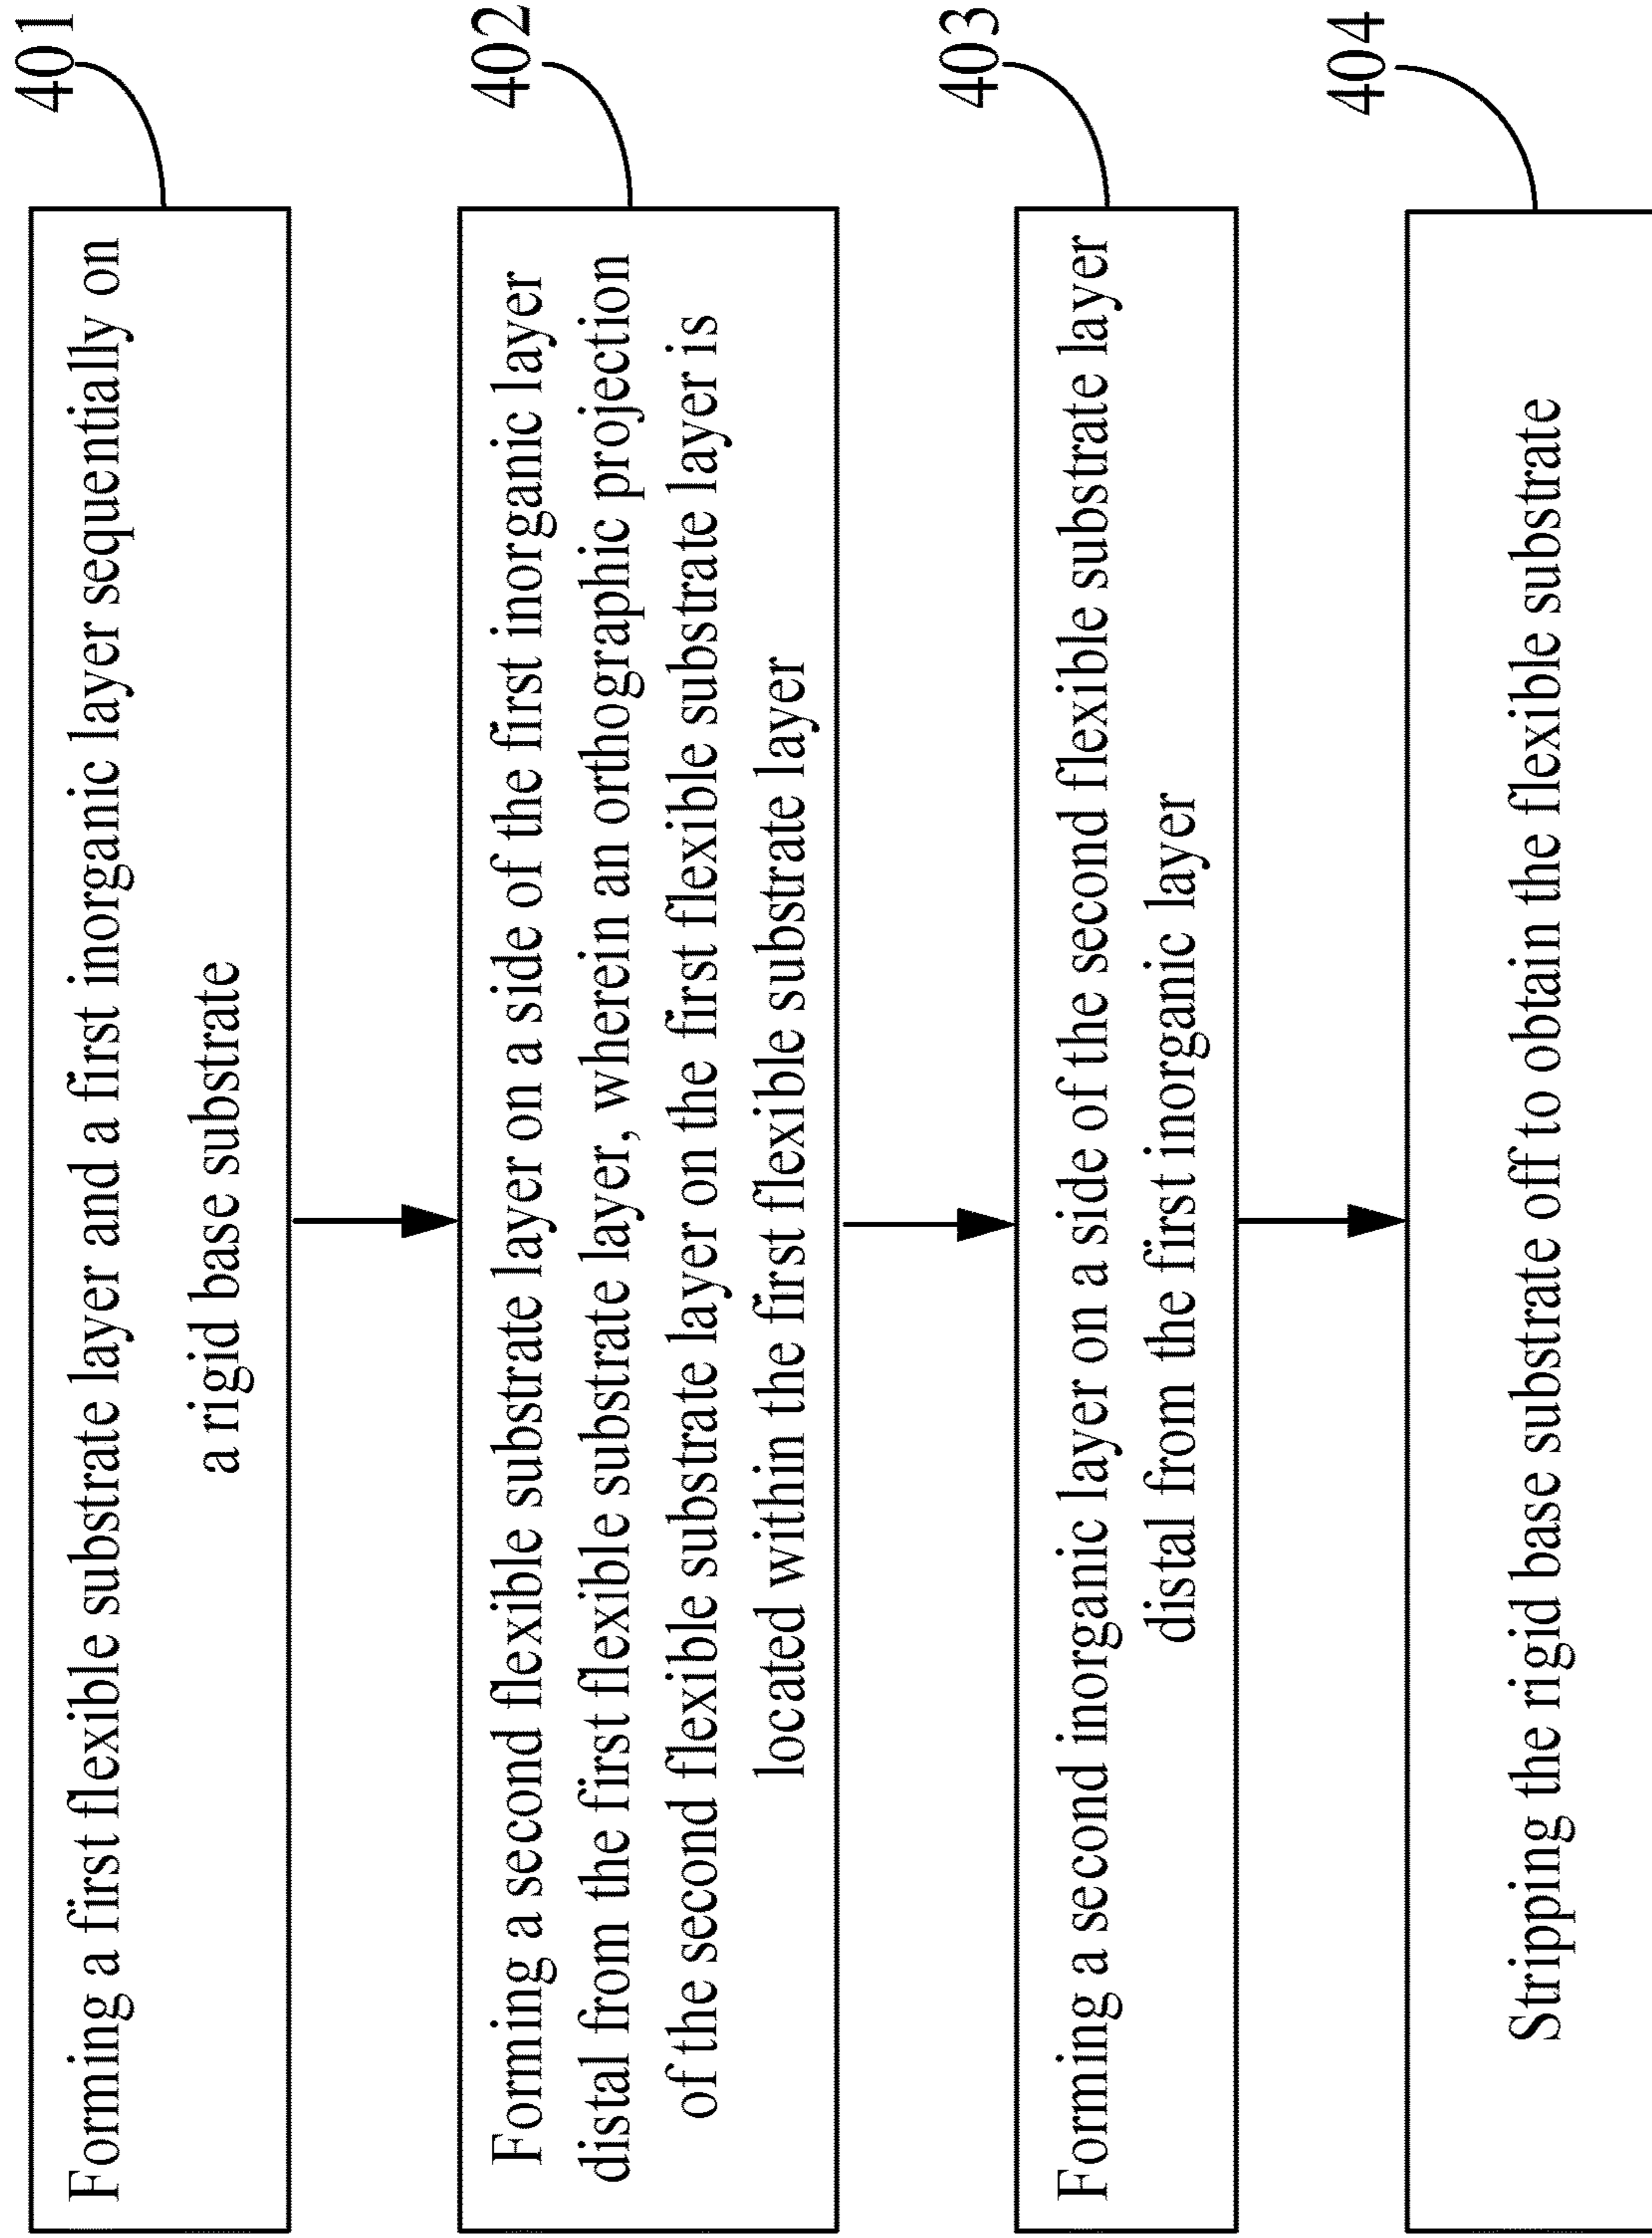 401
Forming a first flexible substrate layer and a first inorganic layer sequentially on
a rigid base substrate
402
Forming a second flexible substrate layer on a side of the first inorganic layer
distal from the first flexible substrate layer, wherein an orthographic projection
of the second flexible substrate layer on the first flexible substrate layer is
located within the first flexible substrate layer
403
Forming a second inorganic layer on a side of the second flexible substrate layer
distal from the first inorganic layer
404
Stripping the rigid base substrate off to obtain the flexible substrate